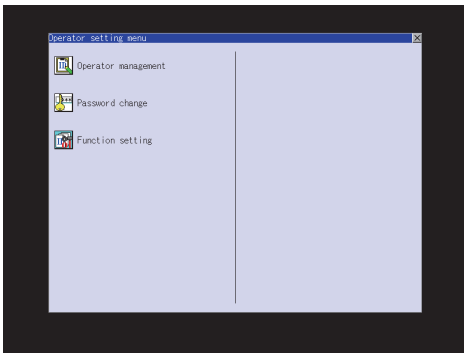 Operator setting menu
Operator management
Password change
Function setting